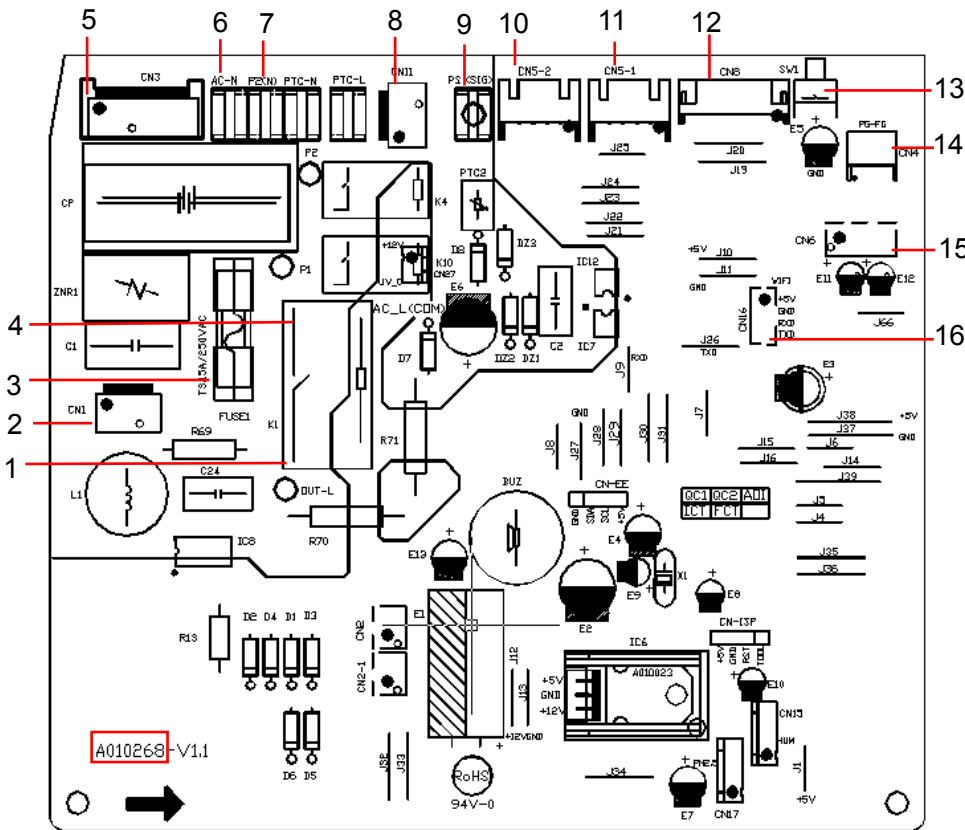 5 6 7 8 9 10 11 12
CN3 AC-N P2(N) PTC-N PTC-L CN11 P1(SIG) CN5-2 CN5-1 CN8 SW1
13
E5 PG-FG
14
CN4
GND
J25 J20
J19
P2 PTC2
CP K4
J24
J23
J22
J21
+12V D8 DZ3
K10
CN27
CN6 15
+5V J10
J11
GND
E11 E12
P1 E6 IC12
ZNR1
WIFI
+5V
GND
RXD
TXD
CN16 16
J66
4 AC_L(COM)
C1 TS15A/250VAC
D7 DZ2 DZ1 C2 IC7
J26
TXD
RXD
J9
E3
3
CN1 FUSE1
2
R69 K1 R71
J8 GND J27 J28 J29 J30 J31 J7
J38 +5V
J37 GND
J15 J6
J16 J14
J39
1
C24
L1 OUT-L BUZ CN-EE
GND SDA SCL +5V
QC1 QC2 AOI
ICT FCT
J5
J4
R70
IC8 E13 E4
J35
J36
E9 X1 E8
E2
R13 D2 D4 D1 D3 CN2 E1
CN-ISP
+5V GND RST
IC6
CN2-1 J12 J13
+5V
GND
+12V
A010023
E10
CN15
HUM
+12V GND
A010268-V1.1
D6 D5 J32 J33
RoHS
94V-0
J34 E7 CN17 J1
+5V